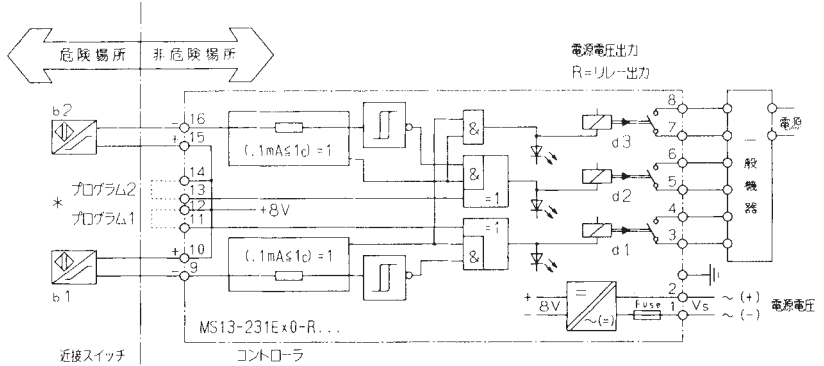 危険場所 非危険場所
電源電圧出力
R=リレー出力
b2
- 16
+ 15
14
プログラム2 13
* 12
プログラム1 11
+8V
+ 10
- 9
b1
(.1mA≤1c)=1
(.1mA≤1c)=1
&
&
=1
=1
&
d3
d2
d1
8
7
6
5
4
3
2
1
一般機器
電源
+
8V
-
=
~(=)
Fuse
Vs
~(+)
~(-)
電源電圧
MS13-231Ex0-R...
近接スイッチ コントローラ